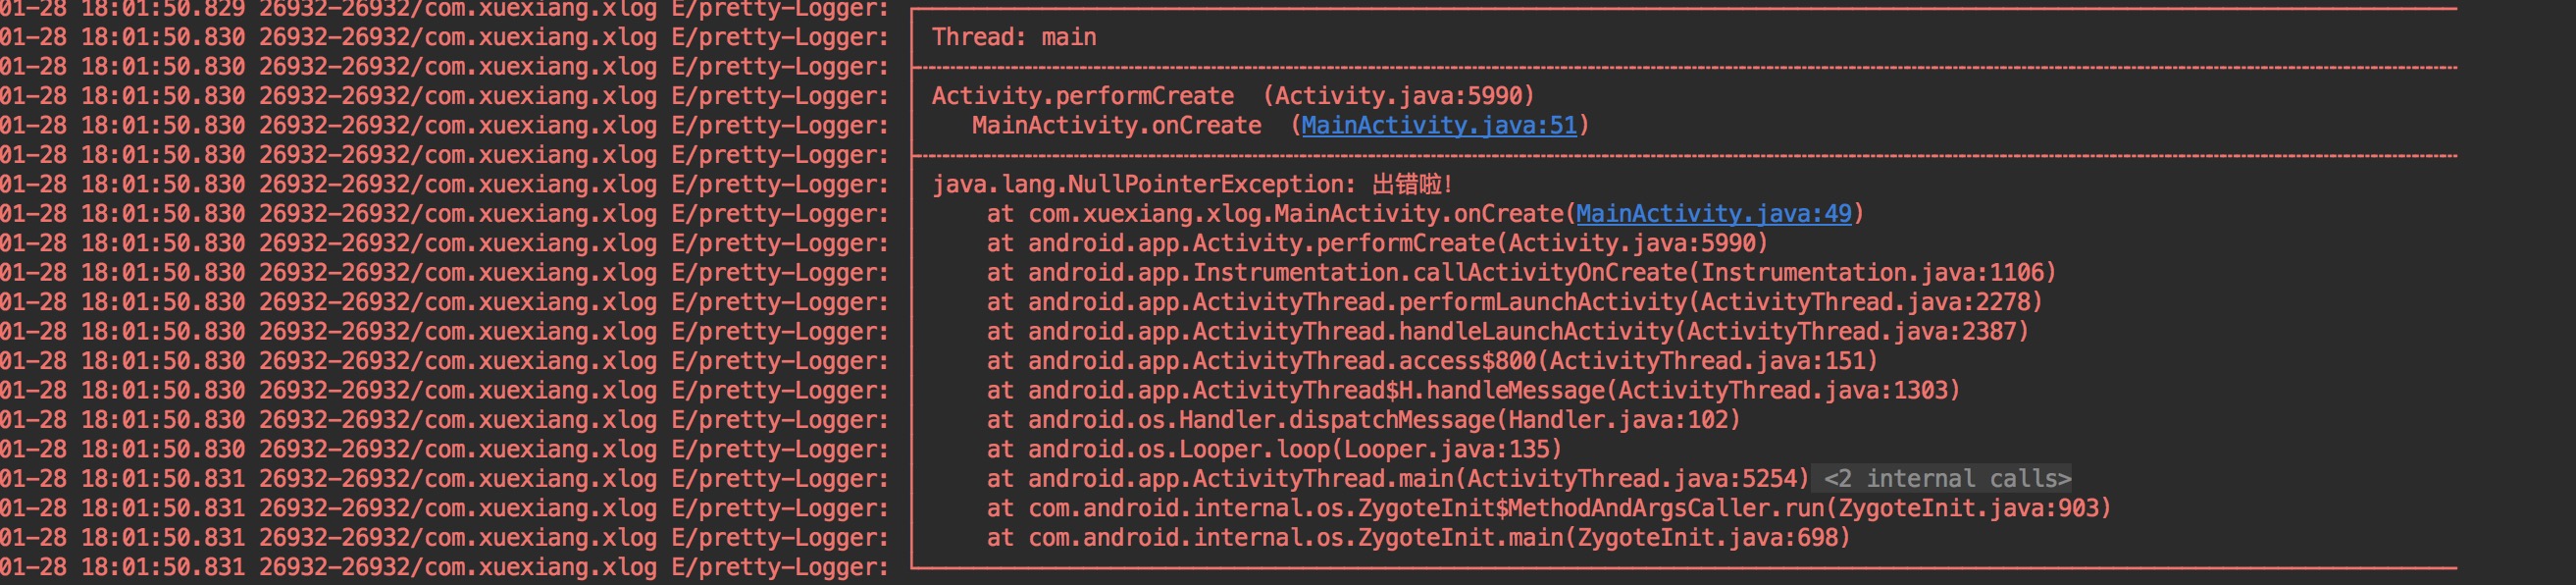 01-28 18:01:50.829 26932-26932/com.xuexiang.xlog E/pretty-Logger:
01-28 18:01:50.830 26932-26932/com.xuexiang.xlog E/pretty-Logger: Thread: main
01-28 18:01:50.830 26932-26932/com.xuexiang.xlog E/pretty-Logger:
01-28 18:01:50.830 26932-26932/com.xuexiang.xlog E/pretty-Logger: Activity.performCreate  (Activity.java:5990)
01-28 18:01:50.830 26932-26932/com.xuexiang.xlog E/pretty-Logger:    MainActivity.onCreate  (MainActivity.java:51)
01-28 18:01:50.830 26932-26932/com.xuexiang.xlog E/pretty-Logger:
01-28 18:01:50.830 26932-26932/com.xuexiang.xlog E/pretty-Logger: java.lang.NullPointerException: 出错啦!
01-28 18:01:50.830 26932-26932/com.xuexiang.xlog E/pretty-Logger:     at com.xuexiang.xlog.MainActivity.onCreate(MainActivity.java:49)
01-28 18:01:50.830 26932-26932/com.xuexiang.xlog E/pretty-Logger:     at android.app.Activity.performCreate(Activity.java:5990)
01-28 18:01:50.830 26932-26932/com.xuexiang.xlog E/pretty-Logger:     at android.app.Instrumentation.callActivityOnCreate(Instrumentation.java:1106)
01-28 18:01:50.830 26932-26932/com.xuexiang.xlog E/pretty-Logger:     at android.app.ActivityThread.performLaunchActivity(ActivityThread.java:2278)
01-28 18:01:50.830 26932-26932/com.xuexiang.xlog E/pretty-Logger:     at android.app.ActivityThread.handleLaunchActivity(ActivityThread.java:2387)
01-28 18:01:50.830 26932-26932/com.xuexiang.xlog E/pretty-Logger:     at android.app.ActivityThread.access$800(ActivityThread.java:151)
01-28 18:01:50.830 26932-26932/com.xuexiang.xlog E/pretty-Logger:     at android.app.ActivityThread$H.handleMessage(ActivityThread.java:1303)
01-28 18:01:50.830 26932-26932/com.xuexiang.xlog E/pretty-Logger:     at android.os.Handler.dispatchMessage(Handler.java:102)
01-28 18:01:50.830 26932-26932/com.xuexiang.xlog E/pretty-Logger:     at android.os.Looper.loop(Looper.java:135)
01-28 18:01:50.831 26932-26932/com.xuexiang.xlog E/pretty-Logger:     at android.app.ActivityThread.main(ActivityThread.java:5254) <2 internal calls>
01-28 18:01:50.831 26932-26932/com.xuexiang.xlog E/pretty-Logger:     at com.android.internal.os.ZygoteInit$MethodAndArgsCaller.run(ZygoteInit.java:903)
01-28 18:01:50.831 26932-26932/com.xuexiang.xlog E/pretty-Logger:     at com.android.internal.os.ZygoteInit.main(ZygoteInit.java:698)
01-28 18:01:50.831 26932-26932/com.xuexiang.xlog E/pretty-Logger: